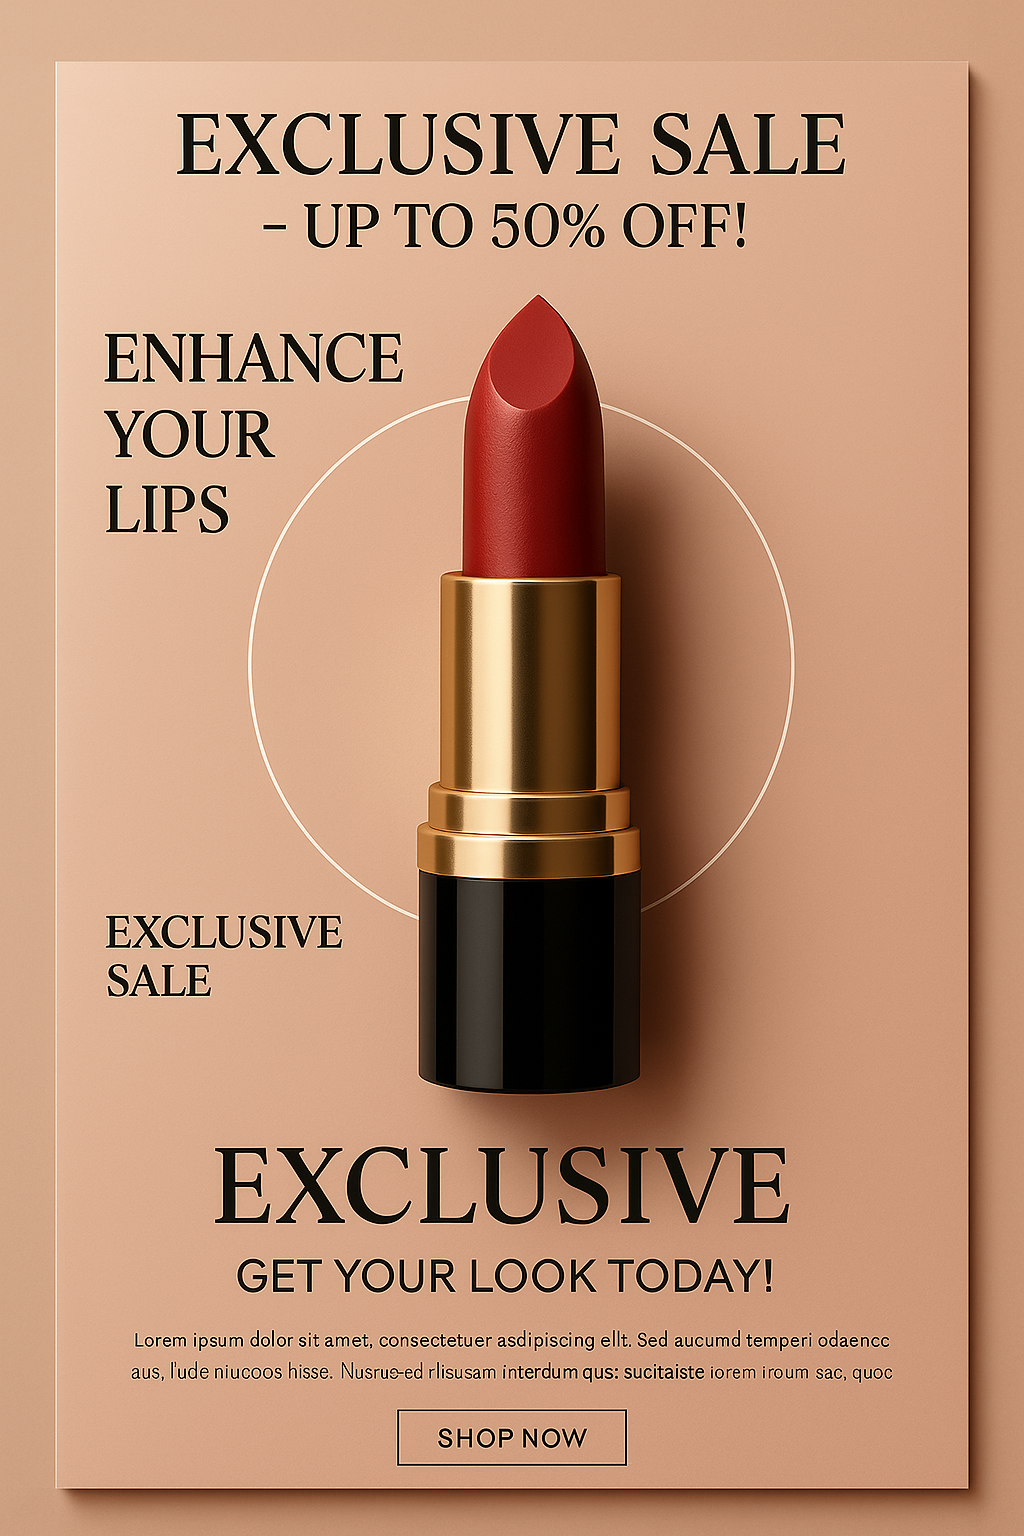 EXCLUSIVE SALE
– UP TO 50% OFF!
ENHANCE
YOUR
LIPS
EXCLUSIVE
SALE
EXCLUSIVE
GET YOUR LOOK TODAY!
Lorem ipsum dolor sit amet, consectetuer asdipiscing ellt. Sed aucumd temperi odaencc
aus, l'ude niucoos hisse. Nusrus-ed rlisusam interdum qus: sucitaiste iorem iroum sac, quoc
SHOP NOW